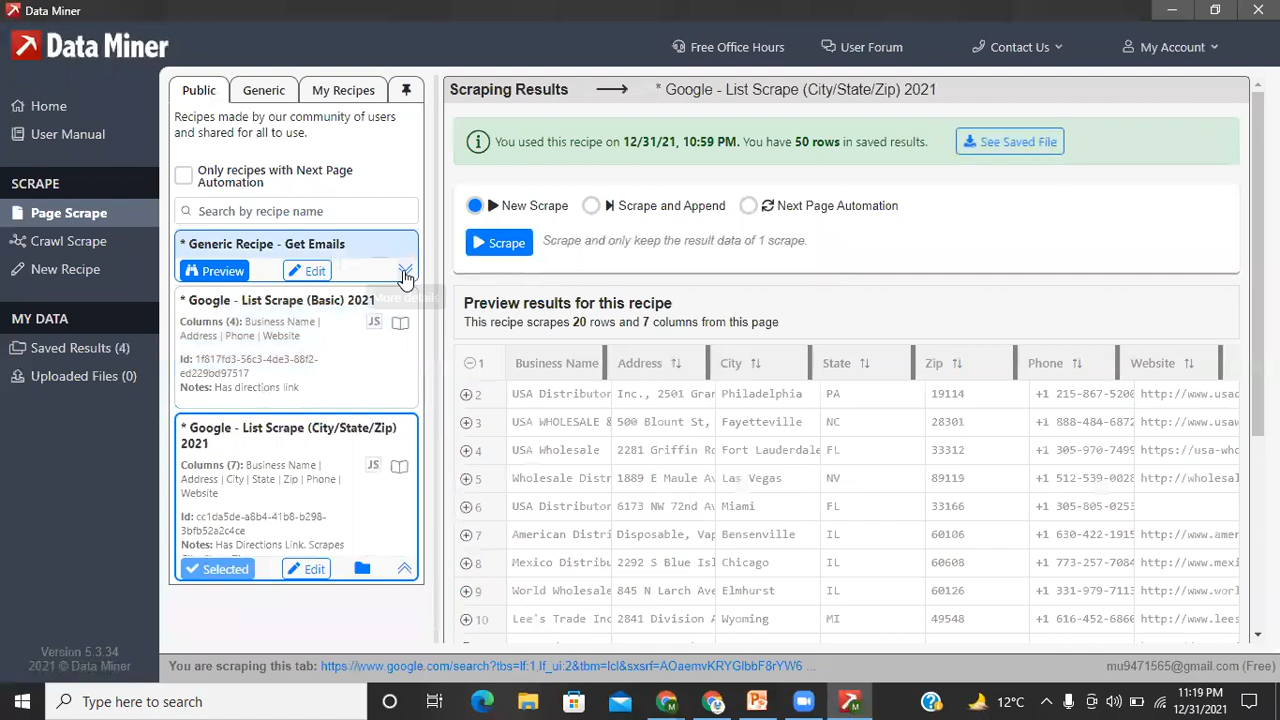 Data Miner
Data Miner
Free Office Hours
User Forum
Contact Us
My Account
Home
User Manual
SCRAPE
Page Scrape
Crawl Scrape
New Recipe
MY DATA
Saved Results (4)
Uploaded Files (0)
Version 5.3.34
2021 © Data Miner
Public
Generic
My Recipes
Recipes made by our community of users
and shared for all to use.
Only recipes with Next Page
Automation
Search by recipe name
* Generic Recipe - Get Emails
Preview
Edit
More details
* Google - List Scrape (Basic) 2021
Columns (4): Business Name |
Address | Phone | Website
JS
Id: 1f817fd3-56c3-4de3-88f2-
ed229bd97517
Notes: Has directions link
* Google - List Scrape (City/State/Zip)
2021
Columns (7): Business Name |
Address | City | State | Zip | Phone |
Website
JS
Id: cc1da5de-a8b4-41b8-b298-
3bfb52a2c4ce
Notes: Has Directions Link. Scrapes
Selected
Edit
Scraping Results
* Google - List Scrape (City/State/Zip) 2021
You used this recipe on 12/31/21, 10:59 PM. You have 50 rows in saved results.
See Saved File
New Scrape
Scrape and Append
Next Page Automation
Scrape
Scrape and only keep the result data of 1 scrape.
Preview results for this recipe
This recipe scrapes 20 rows and 7 columns from this page
1 Business Name Address City State Zip Phone Website
2 USA Distributor Inc., 2501 Gran Philadelphia PA 19114 +1 215-867-5200 http://www.usad
3 USA WHOLESALE & 500 Blount St, Fayetteville NC 28301 +1 888-484-6872 http://www.usaw
4 USA Wholesale 2281 Griffin Ro Fort Lauderdale FL 33312 +1 305-970-7499 https://usa-who
5 Wholesale Distr 1889 E Maule Av Las Vegas NV 89119 +1 512-539-0028 http://wholesal
6 USA Distributor 6173 NW 72nd Av Miami FL 33166 +1 305-805-0253
7 American Distri Disposable, Vap Bensenville IL 60106 +1 630-422-1915 http://www.amer
8 Mexico Distribu 2292 S Blue Isl Chicago IL 60608 +1 773-257-7084 http://www.mexi
9 World Wholesale 845 N Larch Ave Elmhurst IL 60126 +1 331-979-7113 http://www.worl
10 Lee's Trade Inc 2841 Division A Wyoming MI 49548 +1 616-452-6860 http://www.lees
You are scraping this tab: https://www.google.com/search?tbs=lf:1,lf_ui:2&tbm=lcl&sxsrf=AOaemvKRYGlbbF8rYW6 ...
mu9471565@gmail.com (Free)
Type here to search
12°C
11:19 PM
12/31/2021